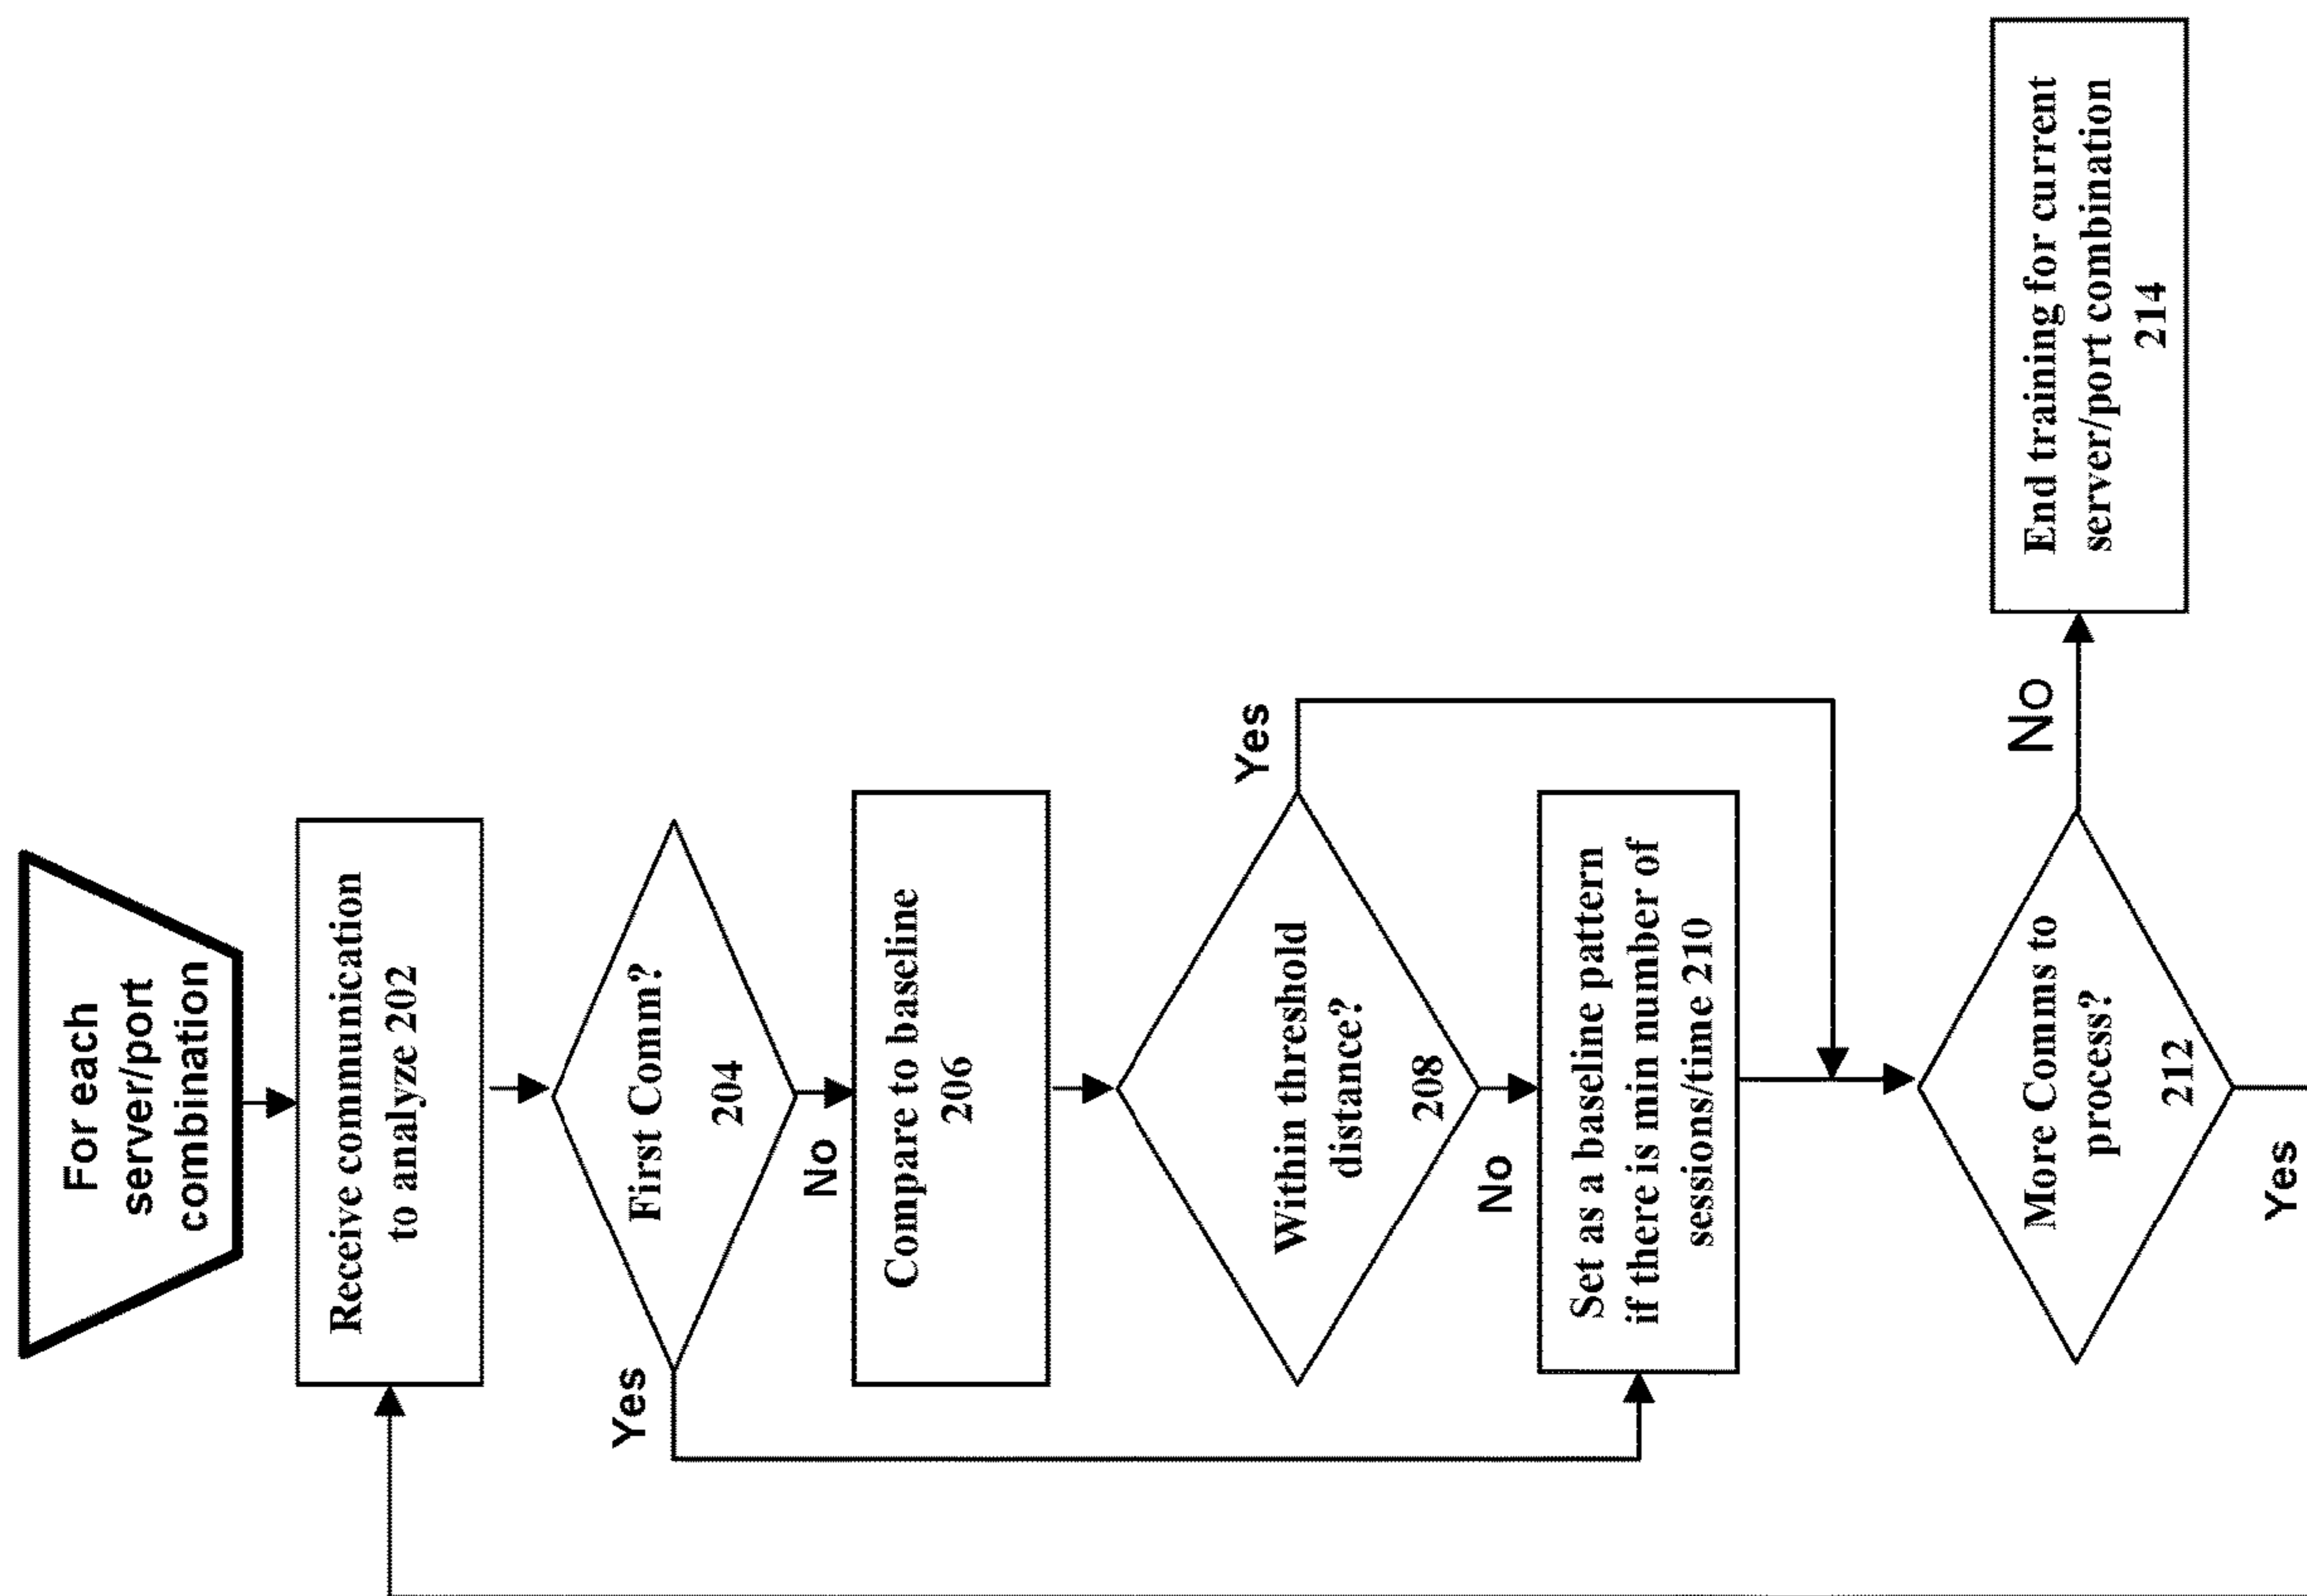 For each
server/port
combination
Receive communication
to analyze 202
First Comm?
204
Yes
No
Compare to baseline
206
Within threshold
distance?
208
Yes
No
Set as a baseline pattern
if there is min number of
sessions/time 210
More Comms to
process?
212
No
Yes
End training for current
server/port combination
214